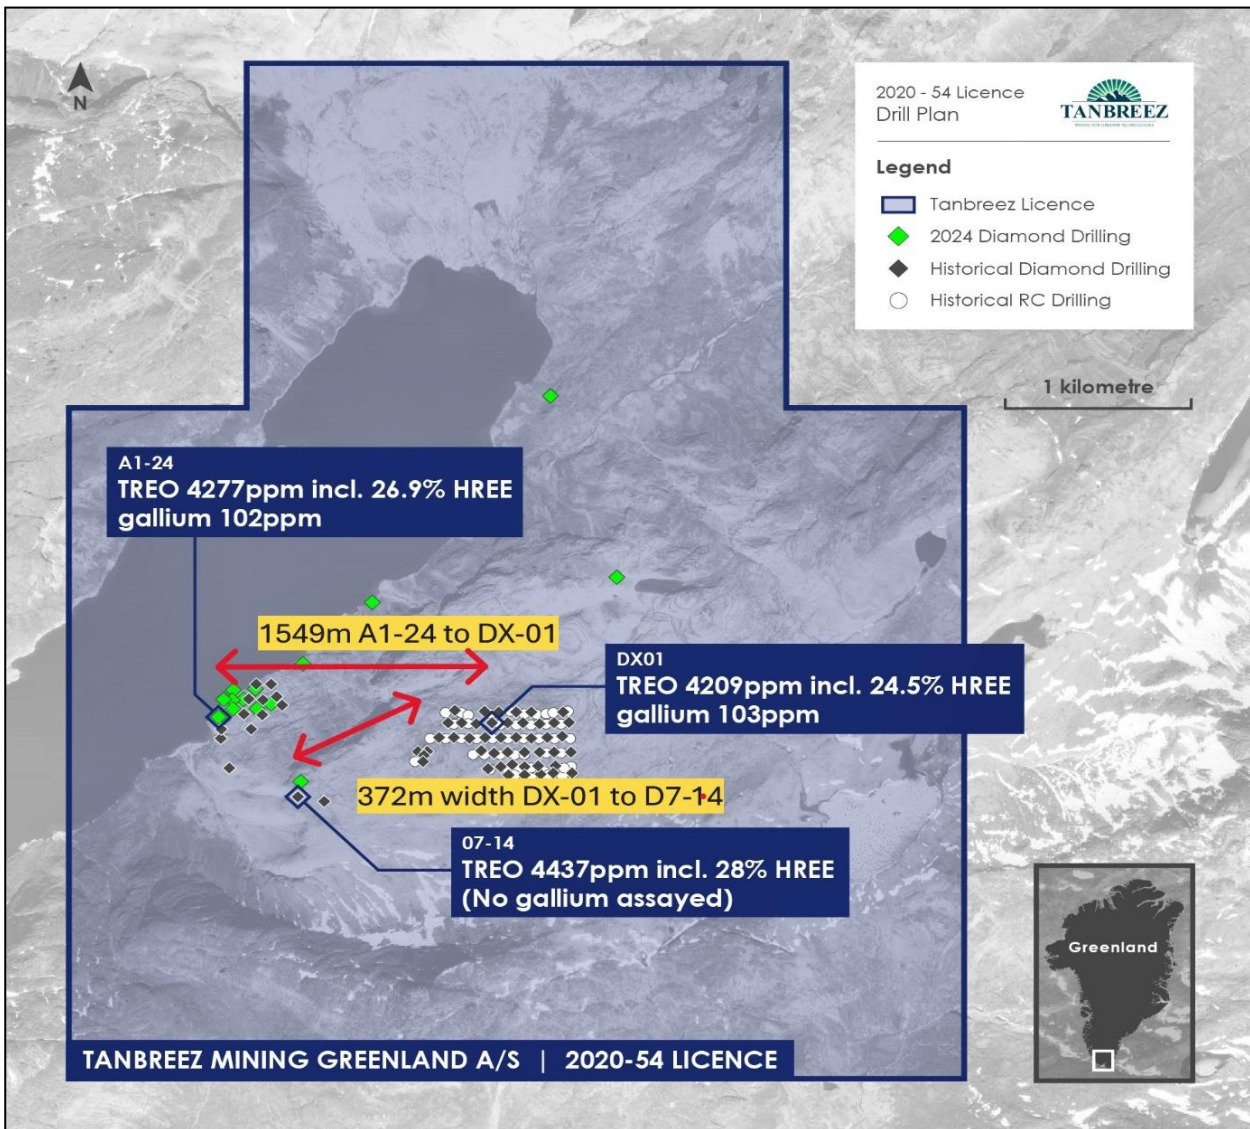 N
2020 - 54 Licence
Drill Plan
TANBREEZ
Legend
Tanbreez Licence
2024 Diamond Drilling
Historical Diamond Drilling
Historical RC Drilling
1 kilometre
A1-24
TREO 4277ppm incl. 26.9% HREE
gallium 102ppm
1549m A1-24 to DX-01
DX01
TREO 4209ppm incl. 24.5% HREE
gallium 103ppm
372m width DX-01 to D7-14
07-14
TREO 4437ppm incl. 28% HREE
(No gallium assayed)
Greenland
TANBREEZ MINING GREENLAND A/S | 2020-54 LICENCE